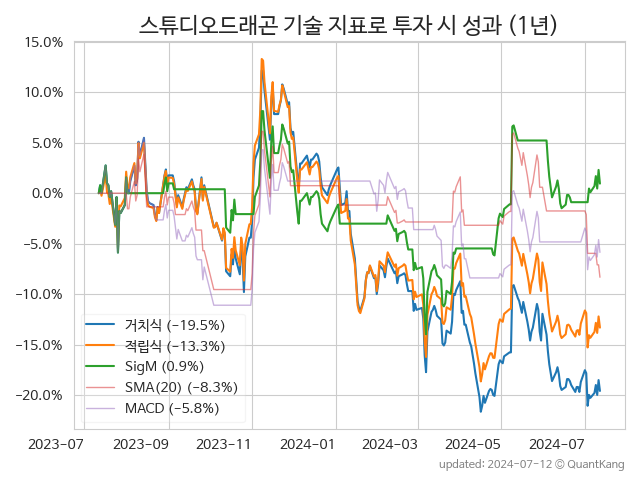 스튜디오드래곤 기술 지표로 투자 시 성과 (1년)
15.0%
10.0%
5.0%
0.0%
−5.0%
−10.0%
−15.0%
−20.0%
거치식 (−19.5%)
적립식 (−13.3%)
SigM (0.9%)
SMA(20) (−8.3%)
MACD (−5.8%)
2023-07 2023-09 2023-11 2024-01 2024-03 2024-05 2024-07
updated: 2024-07-12 © QuantKang